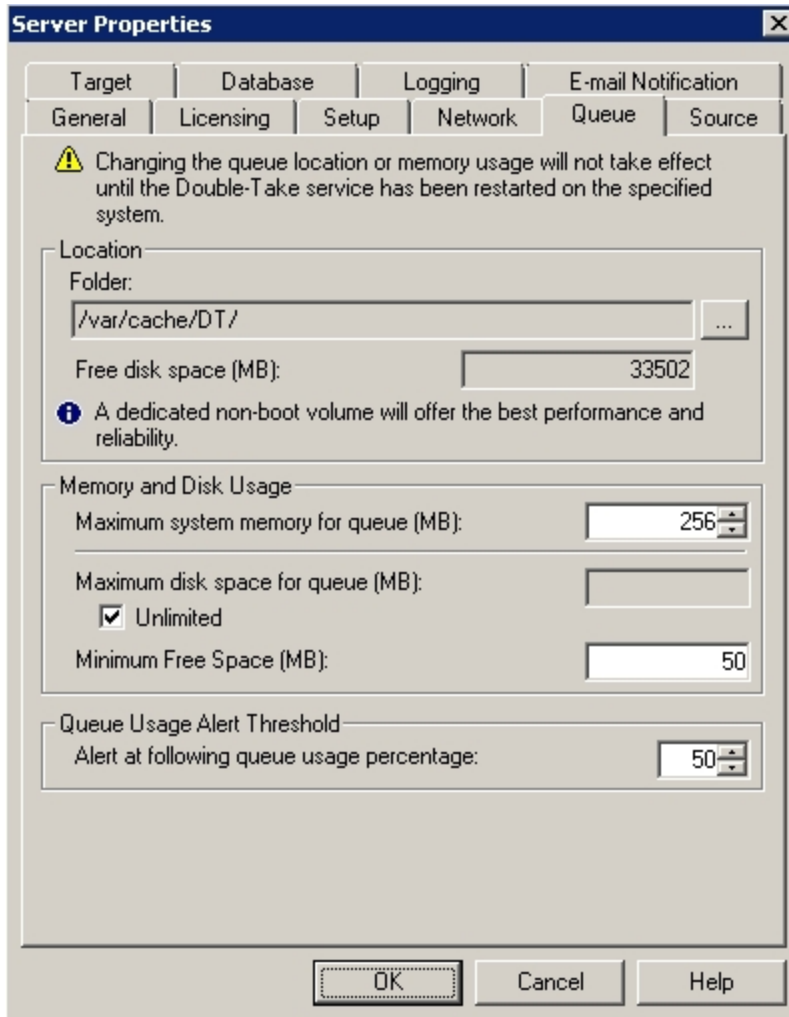 Server Properties
Target Database Logging E-mail Notification
General Licensing Setup Network Queue Source
Changing the queue location or memory usage will not take effect
until the Double-Take service has been restarted on the specified
system.
Location
Folder:
/var/cache/DT/ ...
Free disk space (MB): 33502
A dedicated non-boot volume will offer the best performance and
reliability.
Memory and Disk Usage
Maximum system memory for queue (MB): 256
Maximum disk space for queue (MB):
Unlimited
Minimum Free Space (MB): 50
Queue Usage Alert Threshold
Alert at following queue usage percentage: 50
OK Cancel Help